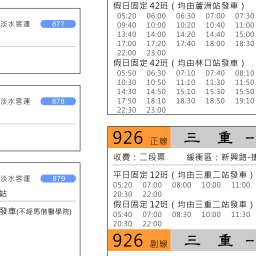 淡水客運 877
淡水客運 878
淡水客運 879
站
發車(不經馬偕醫學院)
假日固定42班（均由蘆洲站發車）
05:20 06:00 06:30 07:00 07:30
09:40 10:00 10:20 10:40 11:00
13:40 14:00 14:20 14:40 15:00
17:00 17:20 17:40 18:00 18:30
22:00 23:00
假日固定42班（均由林口站發車）
05:50 06:30 07:10 07:40 08:10
10:30 10:50 11:10 11:30 11:50
14:30 14:50 15:10 15:30 15:50
17:50 18:10 18:30 18:50 19:10
22:30 23:00
926 正線 三 重 -
收費：二段票 緩衝區：新興路-捷
平日固定12班（均由三重二站發車）
05:20 07:00 08:00 10:00 11:00
20:30 22:00
假日固定12班（均由三重二站發車）
05:40 07:00 08:30 10:00 11:30
20:30 22:00
926 副線 三 重 -